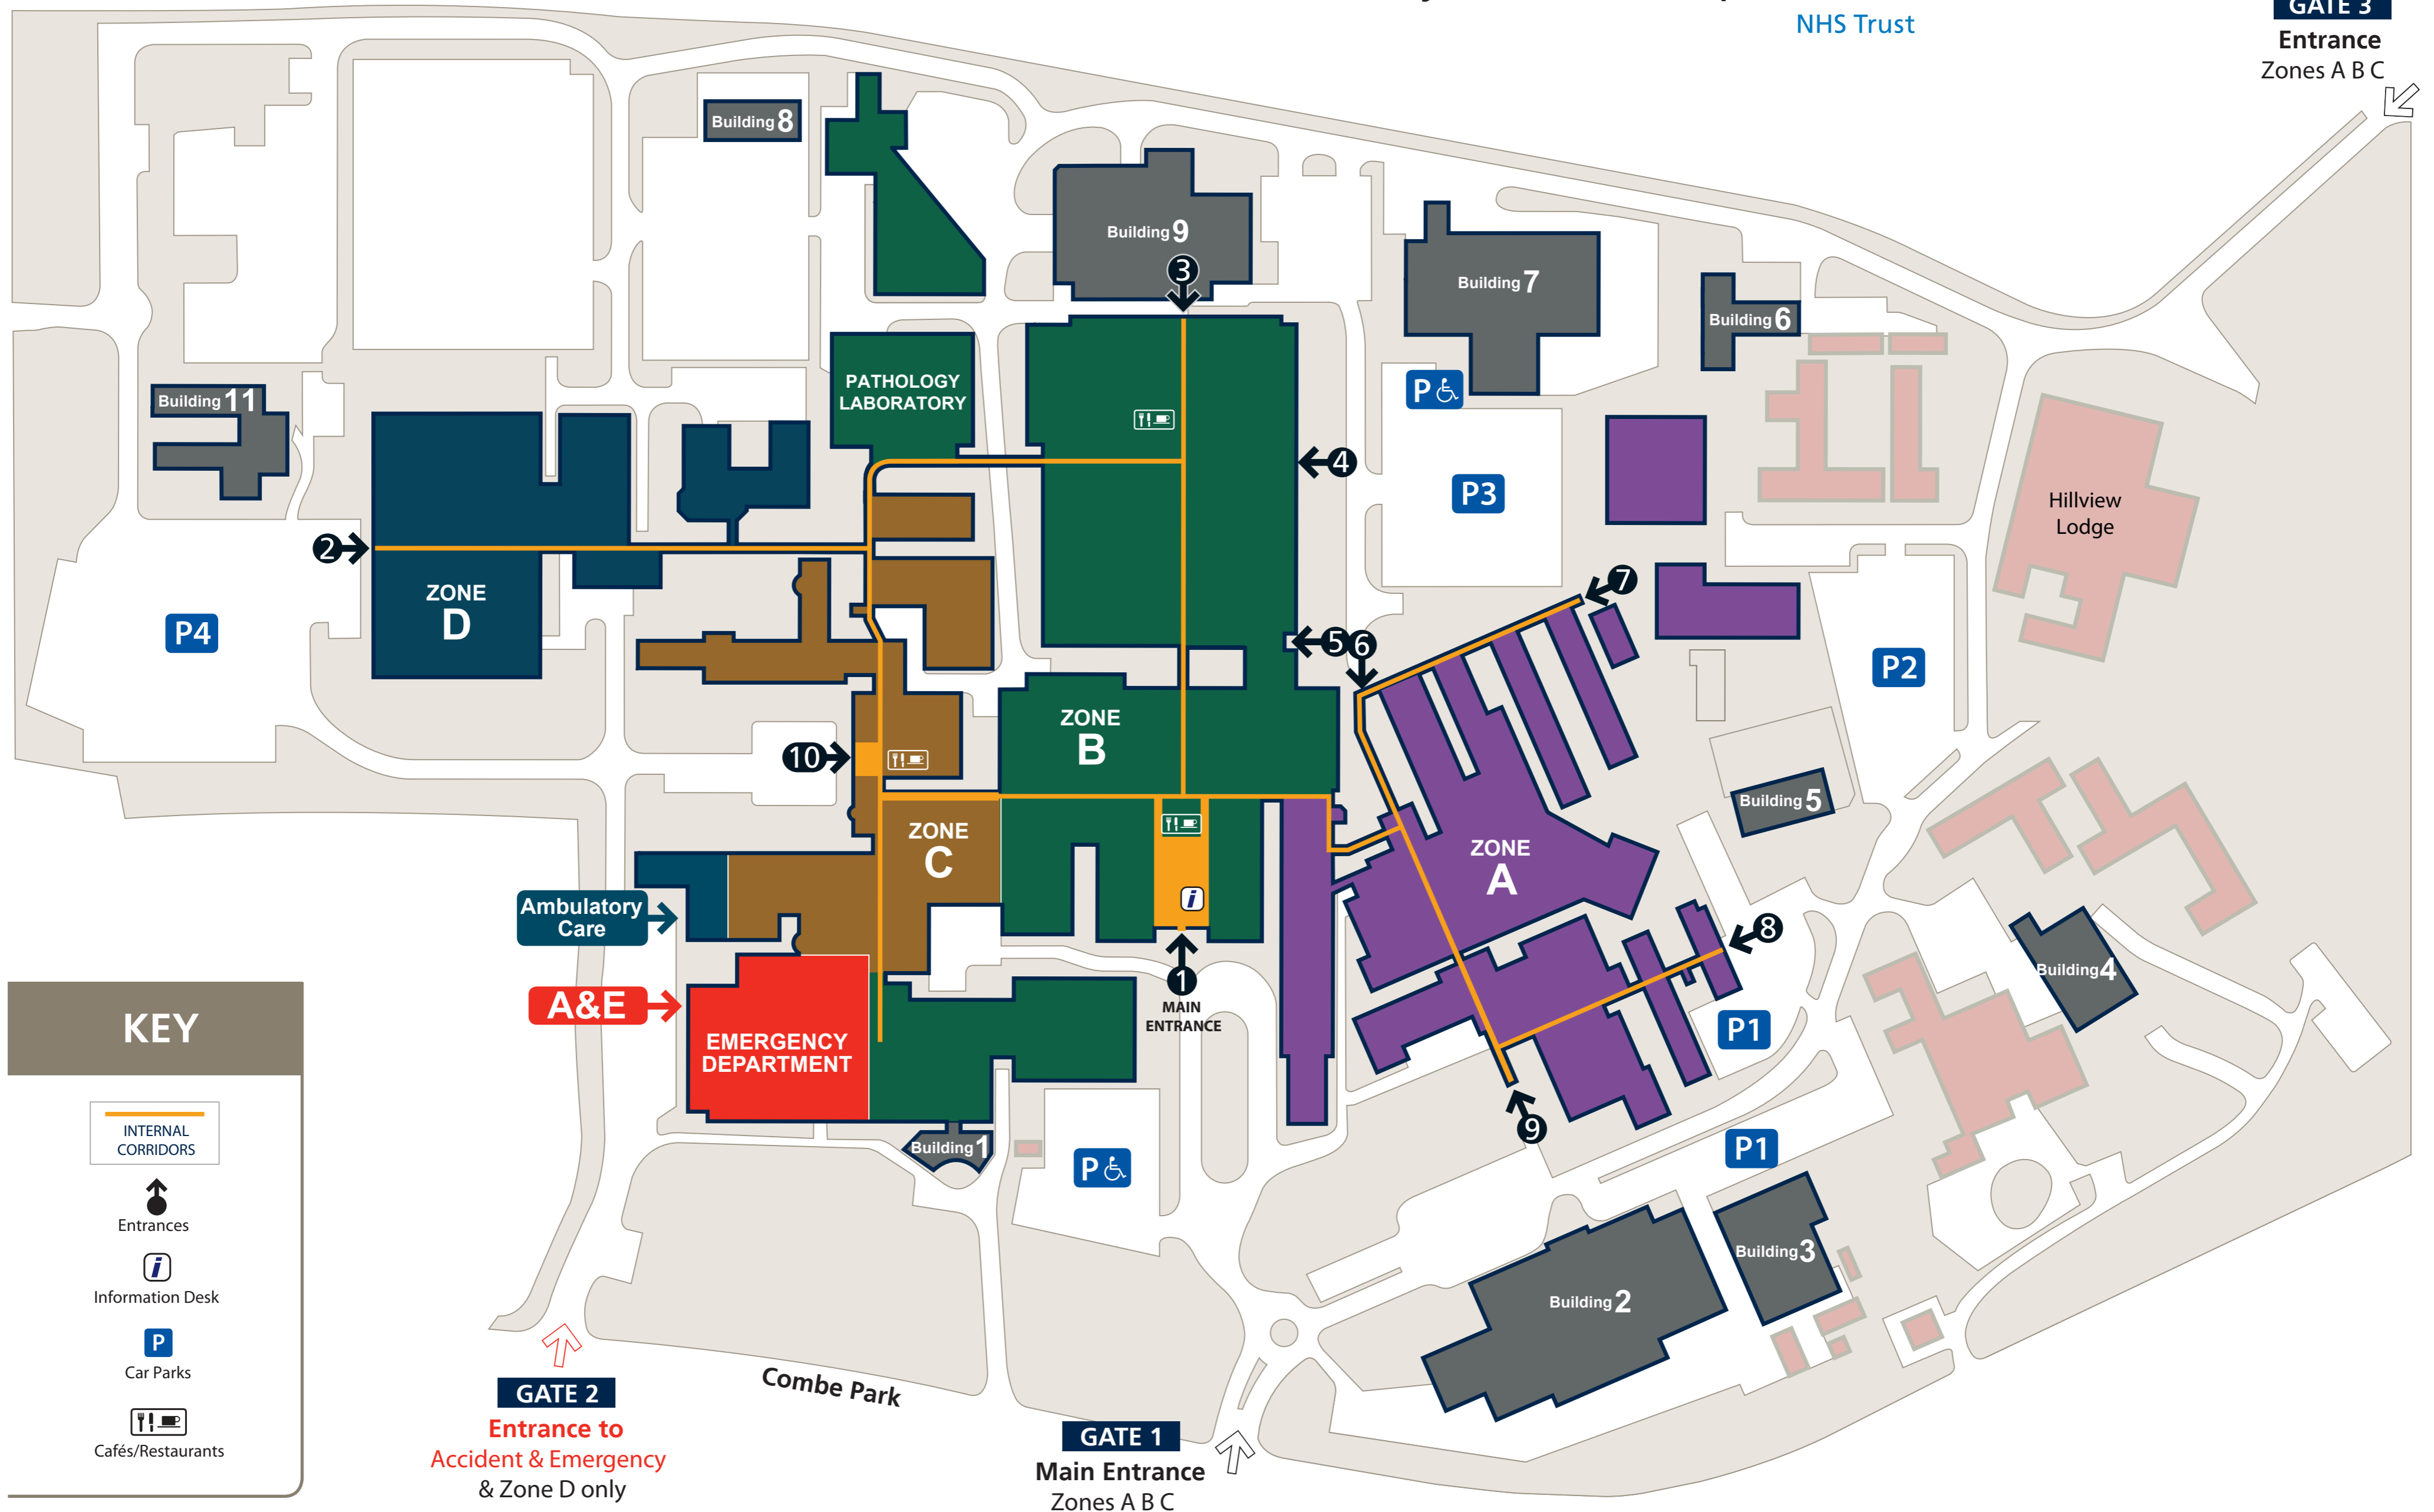 NHS Trust
GATE 3
Entrance
Zones A B C
Building 8
Building 9
3
Building 7
Building 6
PATHOLOGY
LABORATORY
P
Building 11
4
P3
Hillview
Lodge
2
ZONE
D
P4
7
5
6
P2
ZONE
B
10
Building 5
ZONE
C
ZONE
A
Ambulatory
Care
i
8
Building 4
1
MAIN
ENTRANCE
A&E
EMERGENCY
DEPARTMENT
P1
9
Building 1
P
P1
Building 3
Building 2
KEY
INTERNAL
CORRIDORS
Entrances
i
Information Desk
P
Car Parks
Cafés/Restaurants
Combe Park
GATE 2
Entrance to
Accident & Emergency
& Zone D only
GATE 1
Main Entrance
Zones A B C